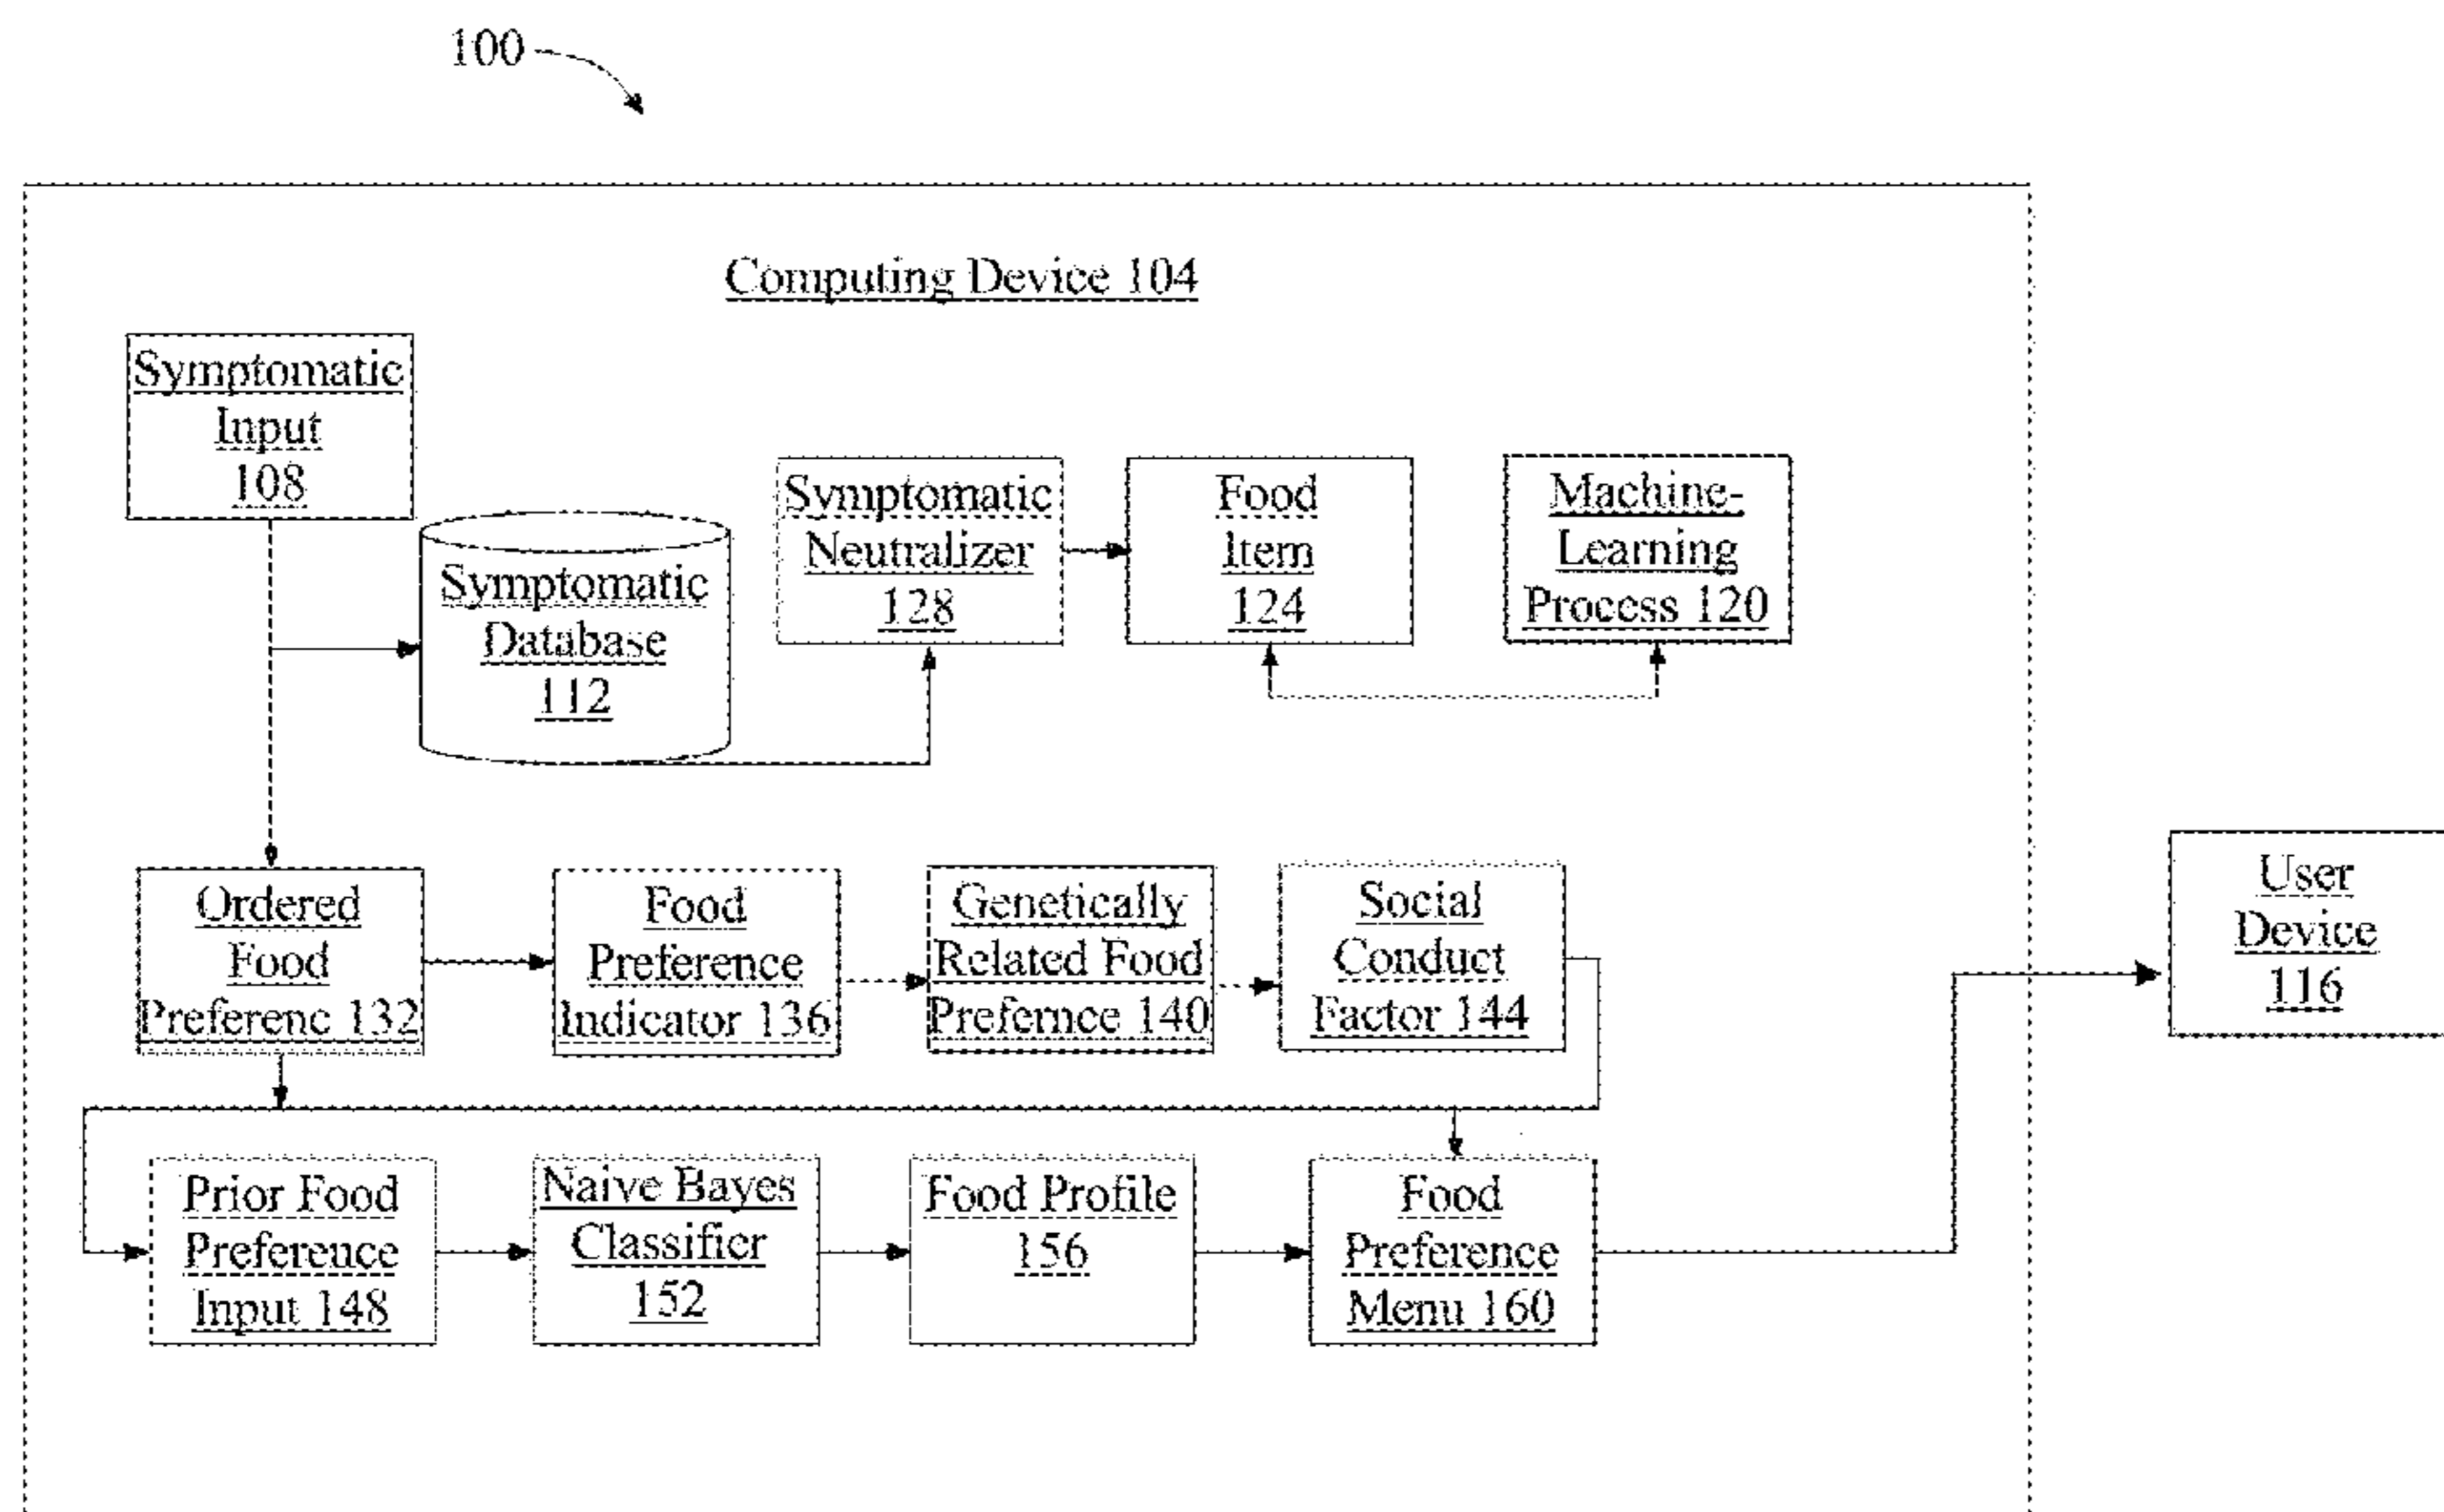 100
Computing Device 104
Symptomatic
Input
108
Symptomatic
Database
112
Symptomatic
Neutralizer
128
Food
Item
124
Machine-
Learning
Process 120
Ordered
Food
Preferenc 132
Food
Preference
Indicator 136
Genetically
Related Food
Prefernce 140
Social
Conduct
Factor 144
User
Device
116
Prior Food
Preference
Input 148
Naive Bayes
Classifier
152
Food Profile
156
Food
Preference
Menu 160